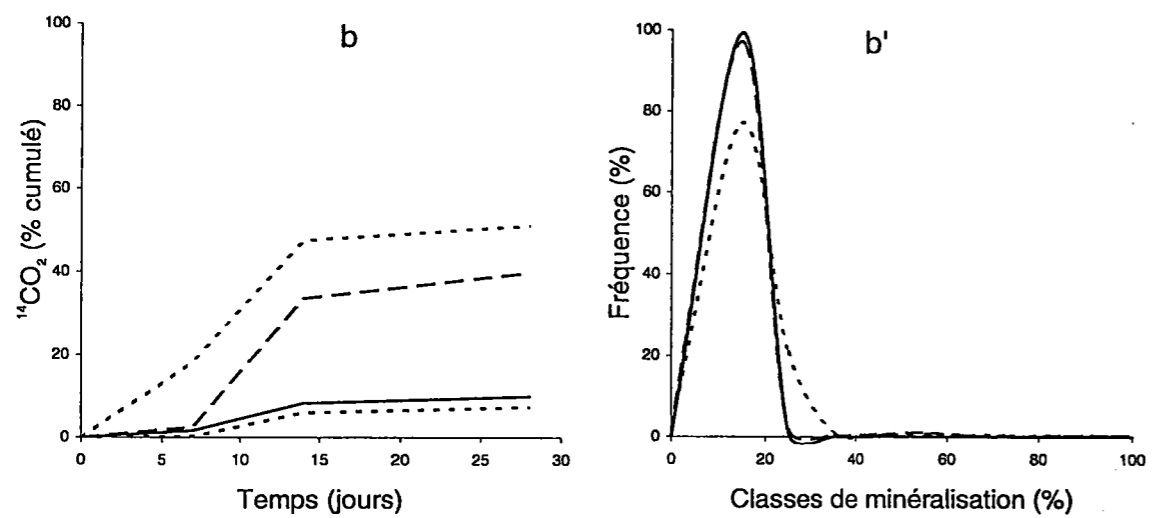 b
100
80
60
40
20
0
¹⁴CO₂ (% cumulé)
0 5 10 15 20 25 30
Temps (jours)
b'
100
80
60
40
20
0
Fréquence (%)
0 20 40 60 80 100
Classes de minéralisation (%)